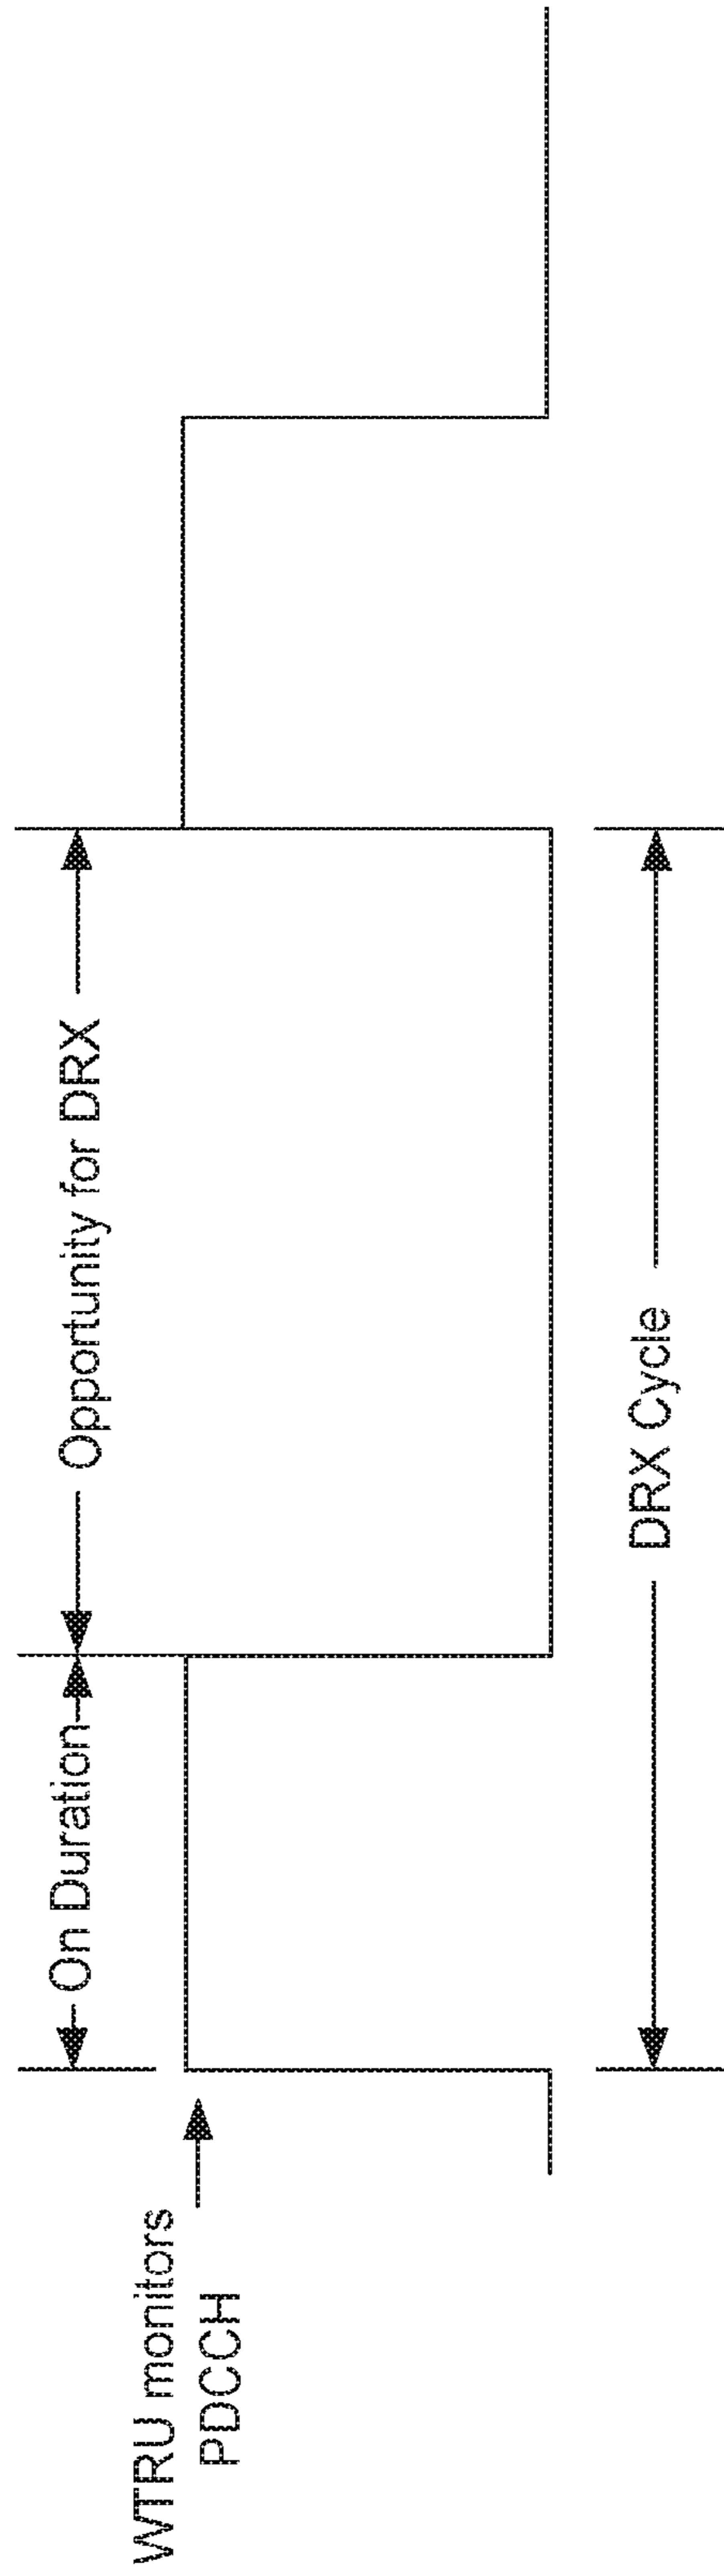 On Duration
Opportunity for DRX
WTRU monitors
PDCCH
DRX Cycle